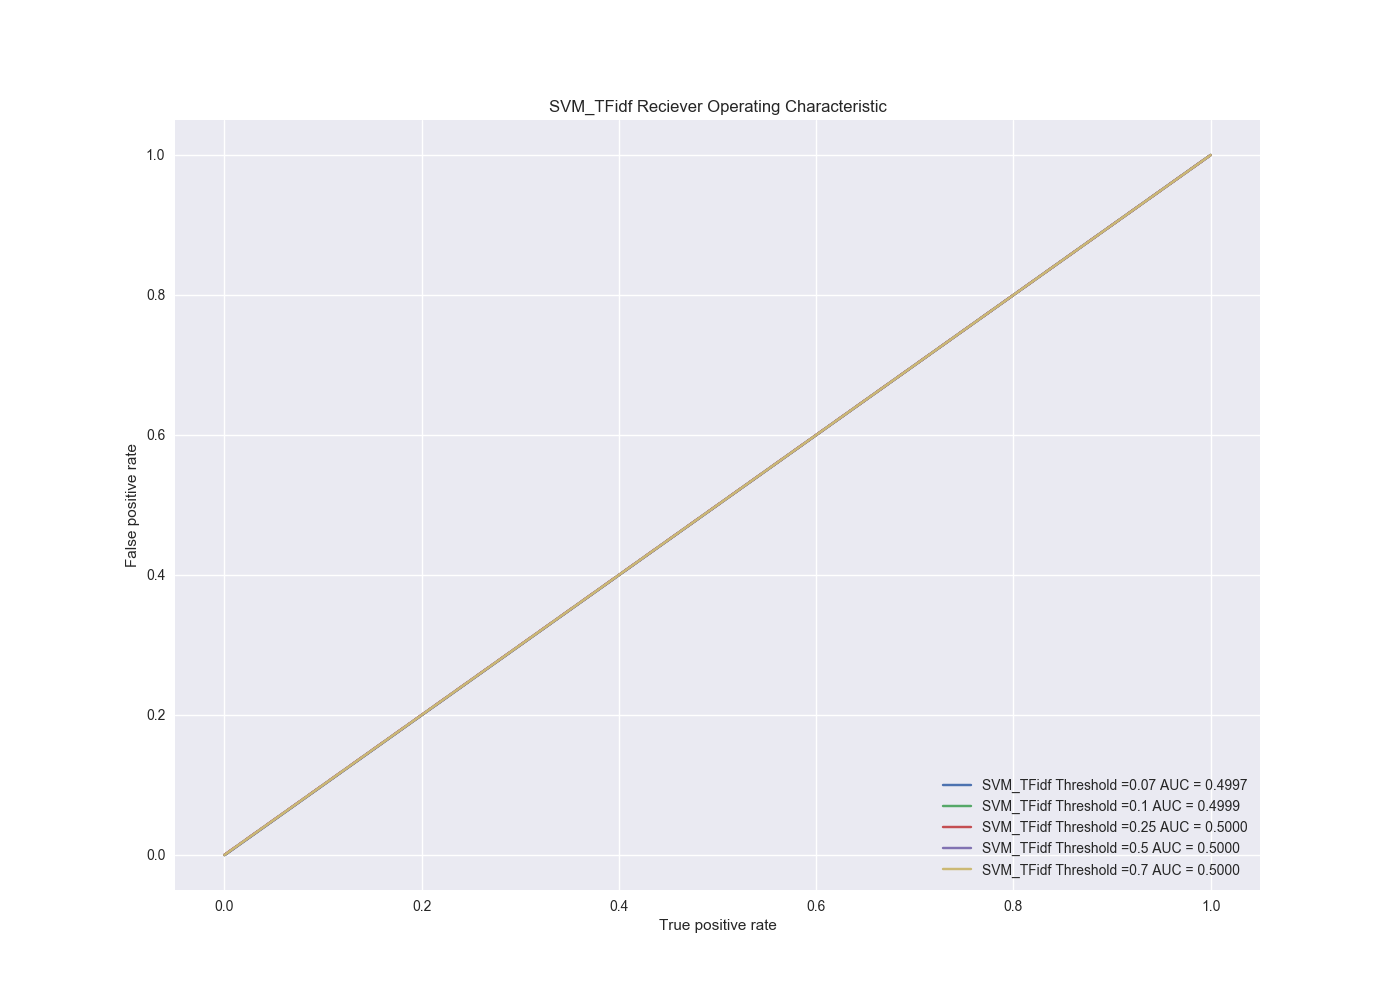 SVM_TFidf Reciever Operating Characteristic
1.0
0.8
0.6
0.4
0.2
0.0
False positive rate
0.0 0.2 0.4 0.6 0.8 1.0
True positive rate
SVM_TFidf Threshold =0.07 AUC = 0.4997
SVM_TFidf Threshold =0.1 AUC = 0.4999
SVM_TFidf Threshold =0.25 AUC = 0.5000
SVM_TFidf Threshold =0.5 AUC = 0.5000
SVM_TFidf Threshold =0.7 AUC = 0.5000